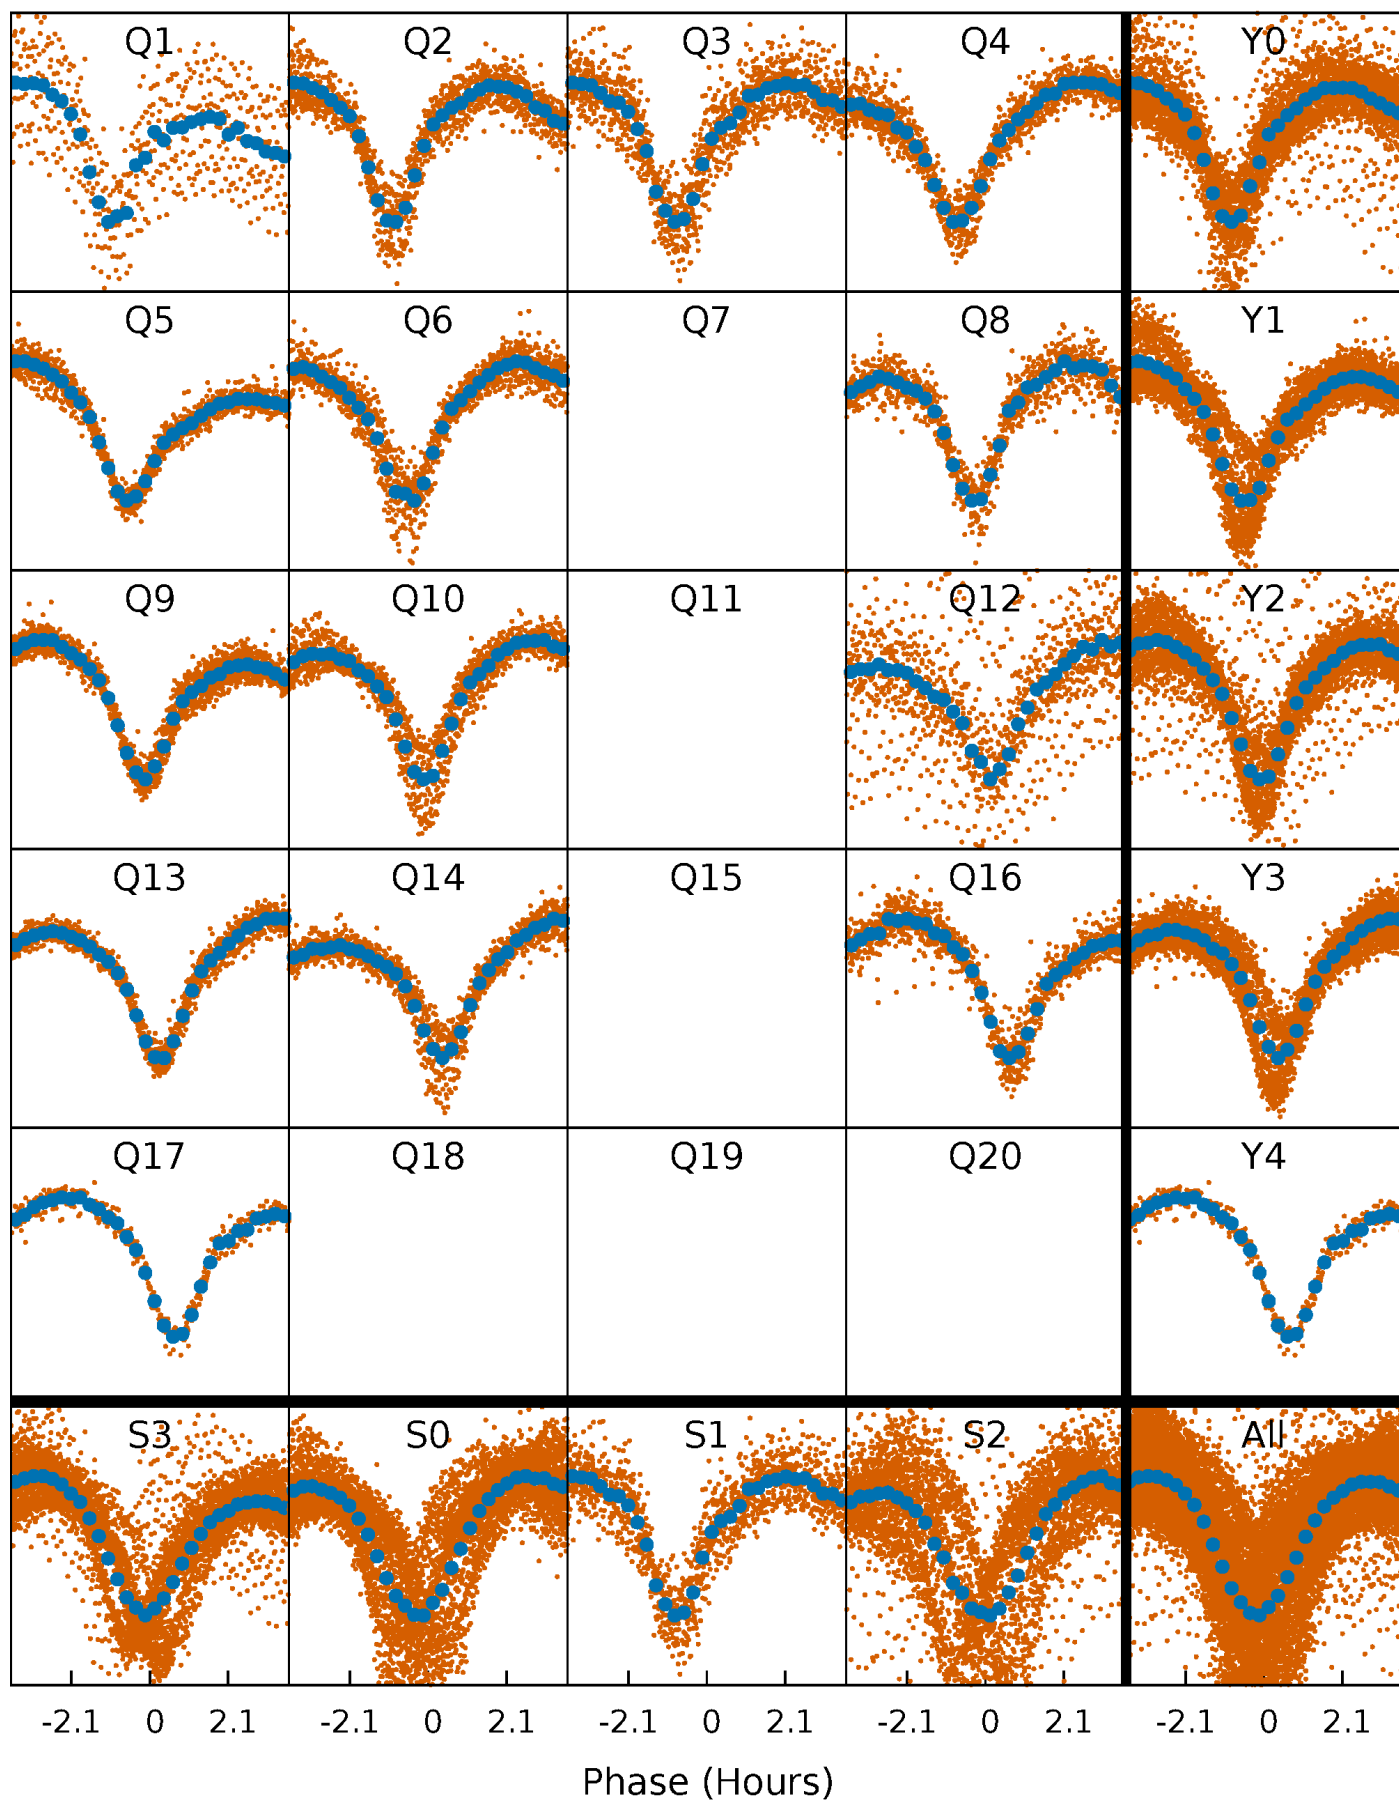 Q1 Q2 Q3 Q4 Y0
Q5 Q6 Q7 Q8 Y1
Q9 Q10 Q11 Q12 Y2
Q13 Q14 Q15 Q16 Y3
Q17 Q18 Q19 Q20 Y4
S3 S0 S1 S2 All
-2.1 0 2.1 -2.1 0 2.1 -2.1 0 2.1 -2.1 0 2.1 -2.1 0 2.1
Phase (Hours)